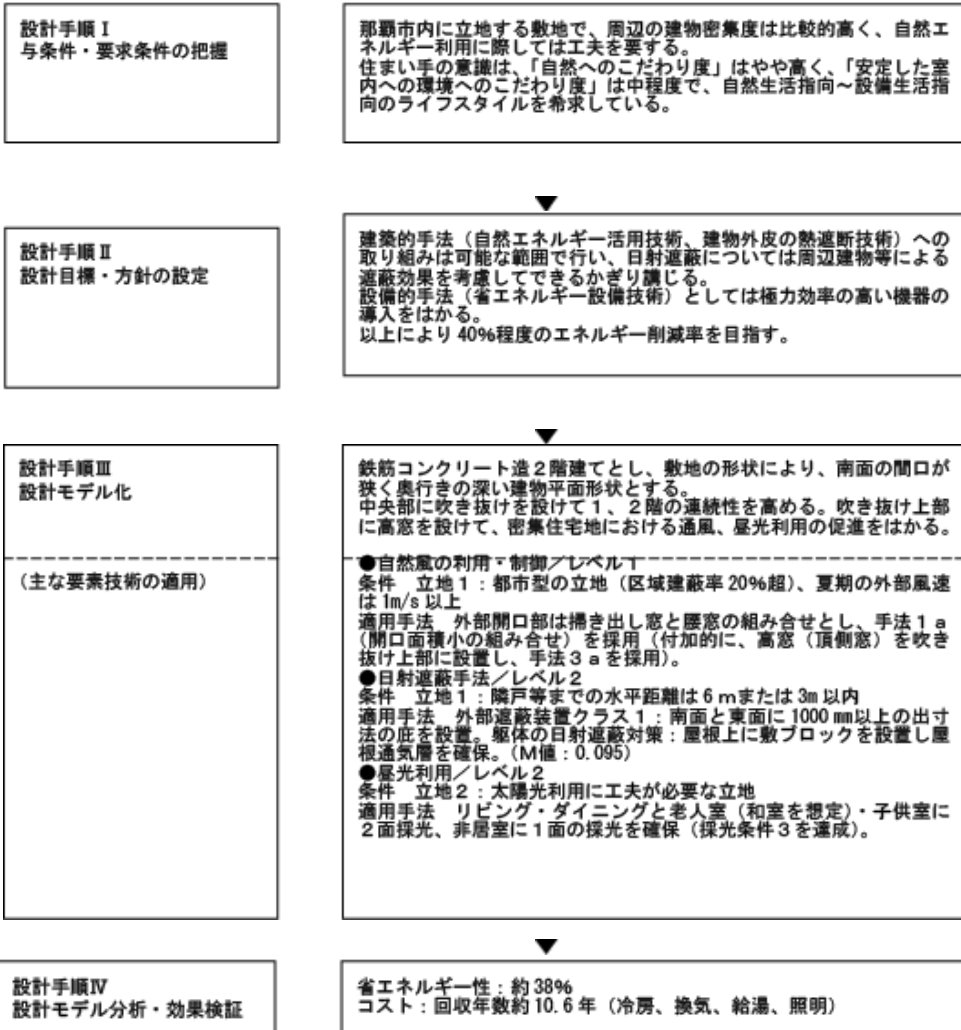 設計手順Ⅰ
与条件・要求条件の把握
那覇市内に立地する敷地で、周辺の建物密集度は比較的高く、自然エ
ネルギー利用に際しては工夫を要する。
住まい手の意識は、「自然へのこだわり度」はやや高く、「安定した室
内への環境へのこだわり度」は中程度で、自然生活指向～設備生活指
向のライフスタイルを希求している。
▼
設計手順Ⅱ
設計目標・方針の設定
建築的手法（自然エネルギー活用技術、建物外皮の熱遮断技術）への
取り組みは可能な範囲で行い、日射遮蔽については周辺建物等による
遮蔽効果を考慮してできるかぎり講じる。
設備的手法（省エネルギー設備技術）としては極力効率の高い機器の
導入をはかる。
以上により 40%程度のエネルギー削減率を目指す。
▼
設計手順Ⅲ
設計モデル化
鉄筋コンクリート造２階建てとし、敷地の形状により、南面の間口が
狭く奥行きの深い建物平面形状とする。
中央部に吹き抜けを設けて１、２階の連続性を高める。吹き抜け上部
に高窓を設けて、密集住宅地における通風、昼光利用の促進をはかる。
（主な要素技術の適用）
●自然風の利用・制御／レベル１
条件　立地１：都市型の立地（区域建蔽率 20%超）、夏期の外部風速
は 1m/s 以上
適用手法　外部開口部は掃き出し窓と腰窓の組み合せとし、手法１ａ
（開口面積小の組み合せ）を採用（付加的に、高窓（頂側窓）を吹き
抜け上部に設置し、手法３ａを採用）。
●日射遮蔽手法／レベル２
条件　立地１：隣戸等までの水平距離は 6 ｍまたは 3m 以内
適用手法　外部遮蔽装置クラス１：南面と東面に 1000 ㎜以上の出寸
法の庇を設置。躯体の日射遮蔽対策：屋根上に敷ブロックを設置し屋
根通気層を確保。（Ｍ値：0.095）
●昼光利用／レベル２
条件　立地２：太陽光利用に工夫が必要な立地
適用手法　リビング・ダイニングと老人室（和室を想定）・子供室に
２面採光、非居室に１面の採光を確保（採光条件３を達成）。
▼
設計手順Ⅳ
設計モデル分析・効果検証
省エネルギー性：約 38%
コスト：回収年数約 10.6 年（冷房、換気、給湯、照明）